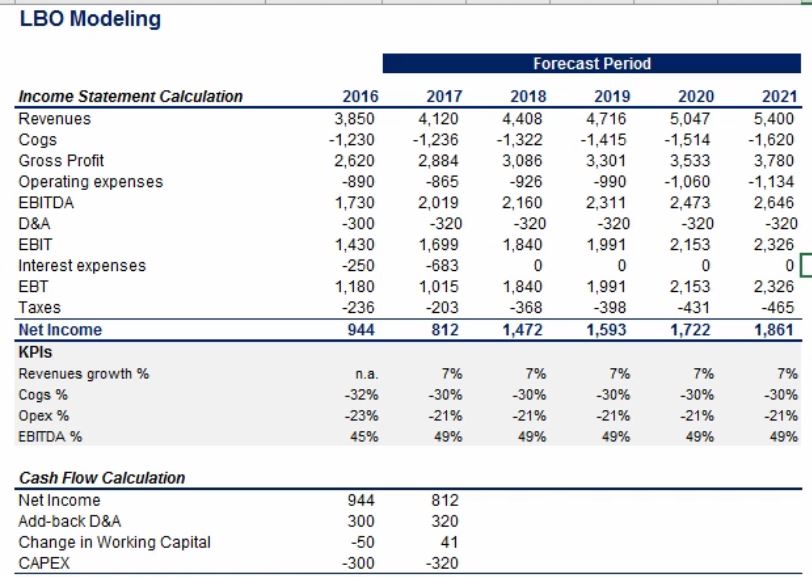 LBO Modeling
Forecast Period
Income Statement Calculation 2016 2017 2018 2019 2020 2021
Revenues 3,850 4,120 4,408 4,716 5,047 5,400
Cogs -1,230 -1,236 -1,322 -1,415 -1,514 -1,620
Gross Profit 2,620 2,884 3,086 3,301 3,533 3,780
Operating expenses -890 -865 -926 -990 -1,060 -1,134
EBITDA 1,730 2,019 2,160 2,311 2,473 2,646
D&A -300 -320 -320 -320 -320 -320
EBIT 1,430 1,699 1,840 1,991 2,153 2,326
Interest expenses -250 -683 0 0 0 0
EBT 1,180 1,015 1,840 1,991 2,153 2,326
Taxes -236 -203 -368 -398 -431 -465
Net Income 944 812 1,472 1,593 1,722 1,861
KPIs
Revenues growth % n.a. 7% 7% 7% 7% 7%
Cogs % -32% -30% -30% -30% -30% -30%
Opex % -23% -21% -21% -21% -21% -21%
EBITDA % 45% 49% 49% 49% 49% 49%
Cash Flow Calculation
Net Income 944 812
Add-back D&A 300 320
Change in Working Capital -50 41
CAPEX -300 -320